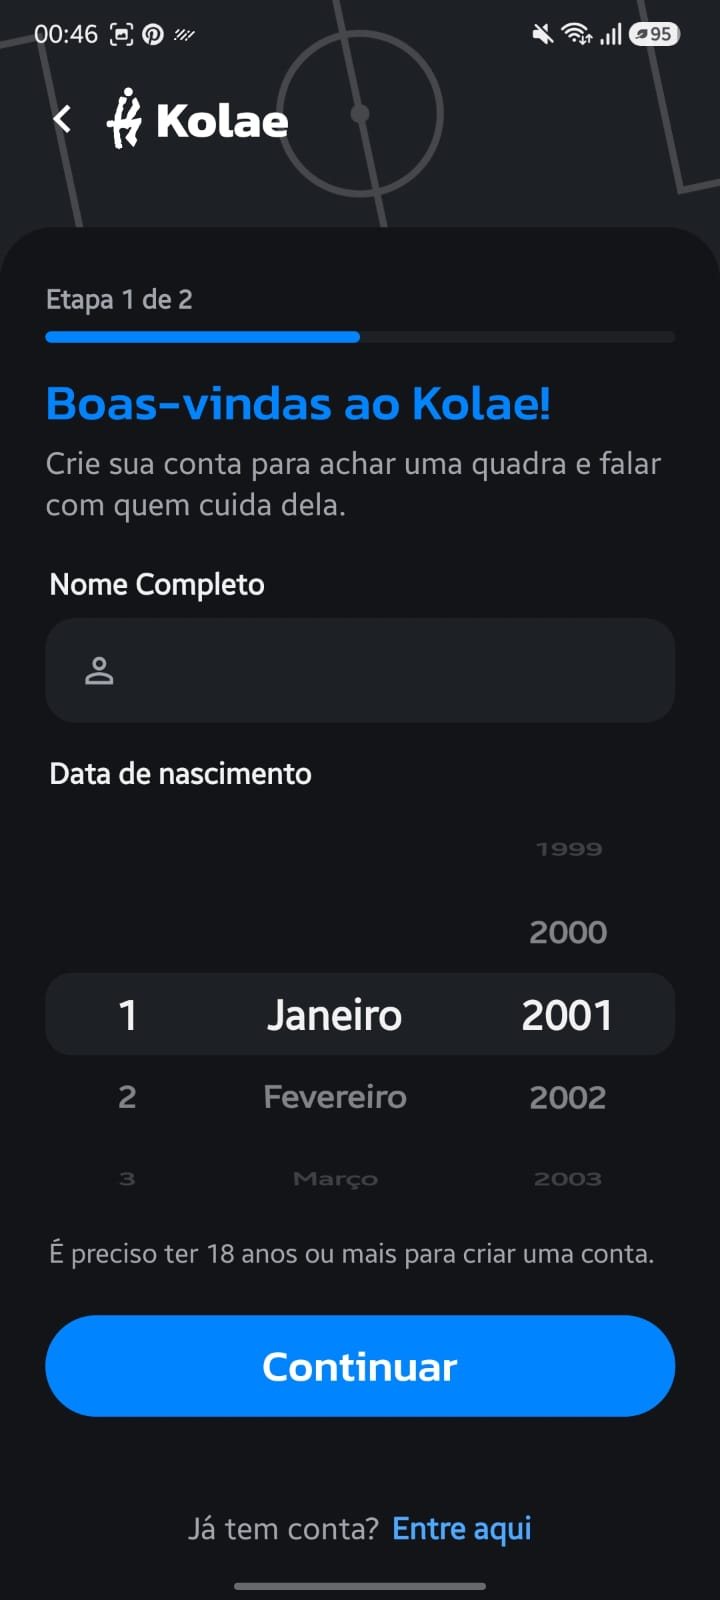 00:46
95
Kolae
Etapa 1 de 2
Boas-vindas ao Kolae!
Crie sua conta para achar uma quadra e falar
com quem cuida dela.
Nome Completo
Data de nascimento
1999
2000
1 Janeiro 2001
2 Fevereiro 2002
3 Março 2003
É preciso ter 18 anos ou mais para criar uma conta.
Continuar
Já tem conta? Entre aqui